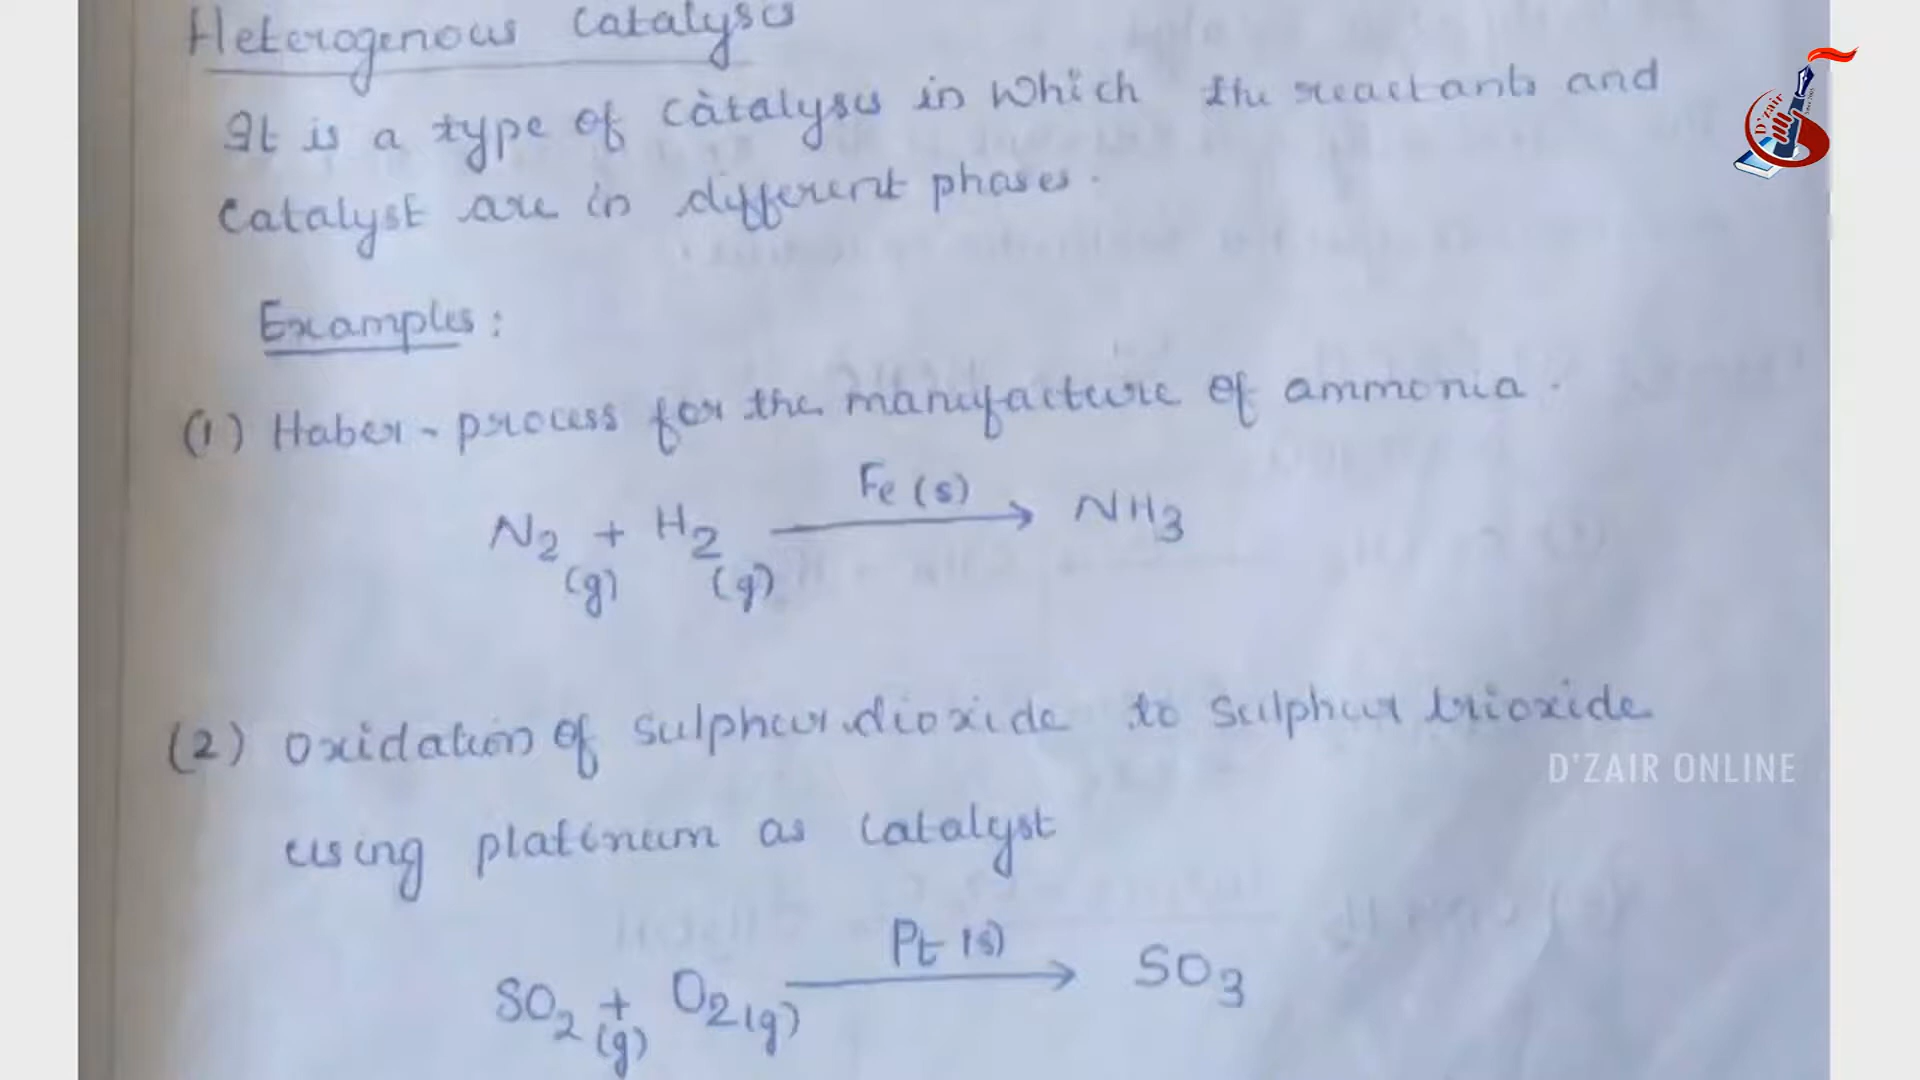 Heterogenous catalysis
It is a type of catalysis in which the reactants and
catalyst are in different phases.
Examples:
(1) Haber-process for the manufacture of ammonia.
N2 (g) + H2 (g) Fe (s) → NH3
(2) Oxidation of sulphur dioxide to sulphur trioxide
using platinum as catalyst
SO2 (g) + O2 (g) Pt (s) → SO3
D'zair
D'ZAIR ONLINE